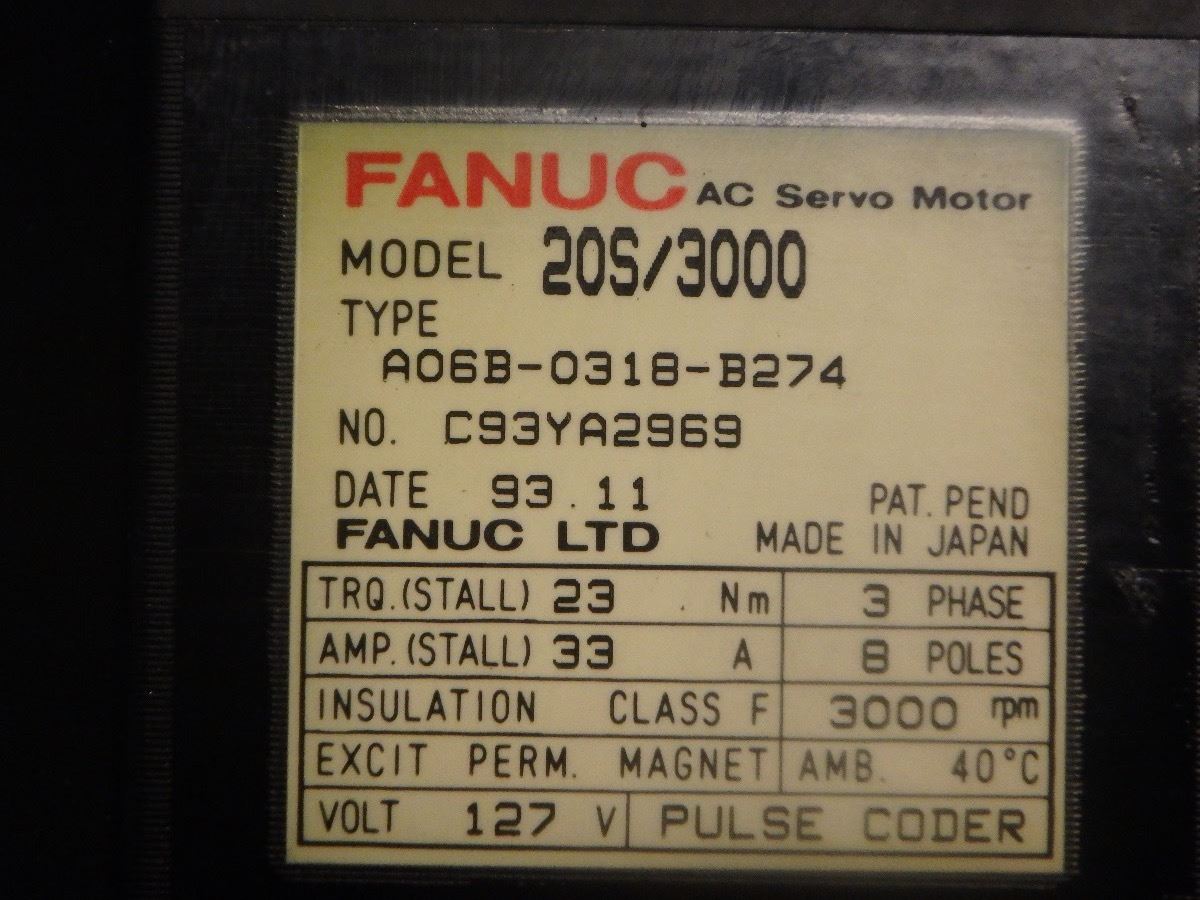 FANUC AC Servo Motor
MODEL 20S/3000
TYPE
A06B-0318-B274
NO. C93YA2969
DATE 93.11
PAT. PEND
FANUC LTD MADE IN JAPAN
TRQ.(STALL) 23 Nm 3 PHASE
AMP.(STALL) 33 A 8 POLES
INSULATION CLASS F 3000 rpm
EXCIT PERM. MAGNET AMB. 40°C
VOLT 127 V PULSE CODER